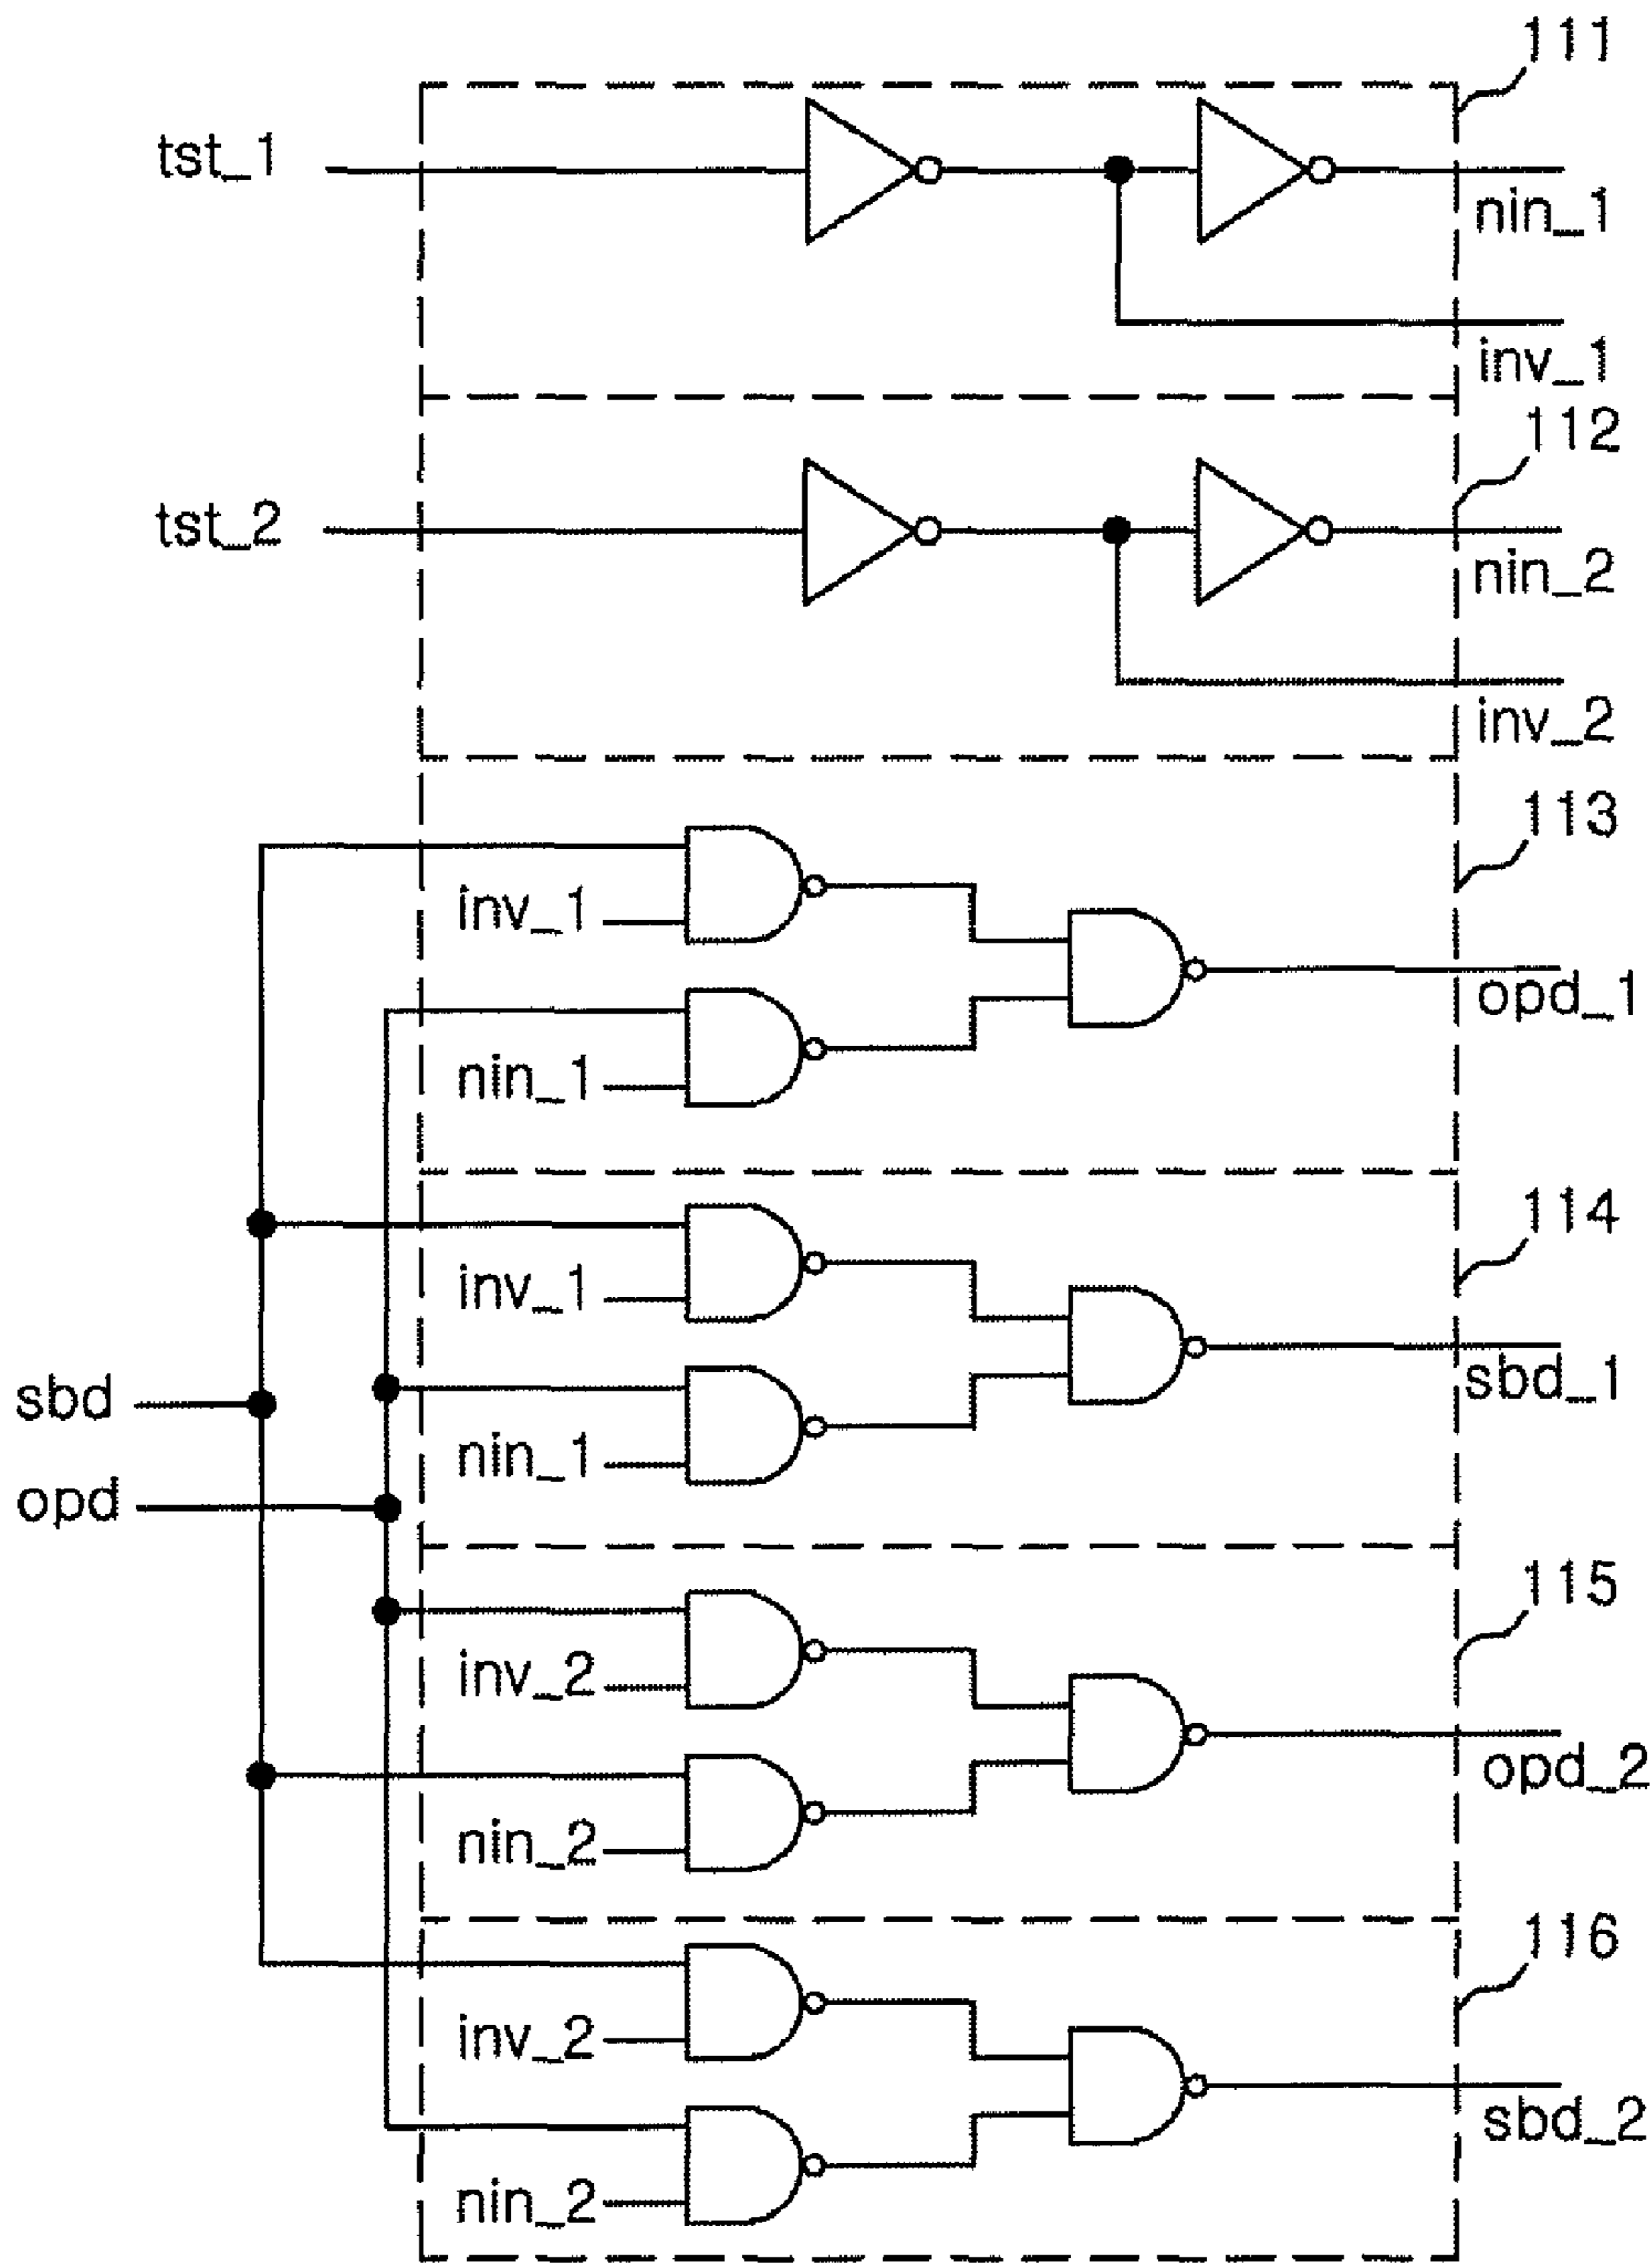 111
tst_1
nin_1
inv_1
112
tst_2
nin_2
inv_2
113
inv_1
opd_1
nin_1
114
inv_1
sbd_1
sbd
nin_1
opd
115
inv_2
opd_2
nin_2
116
inv_2
sbd_2
nin_2